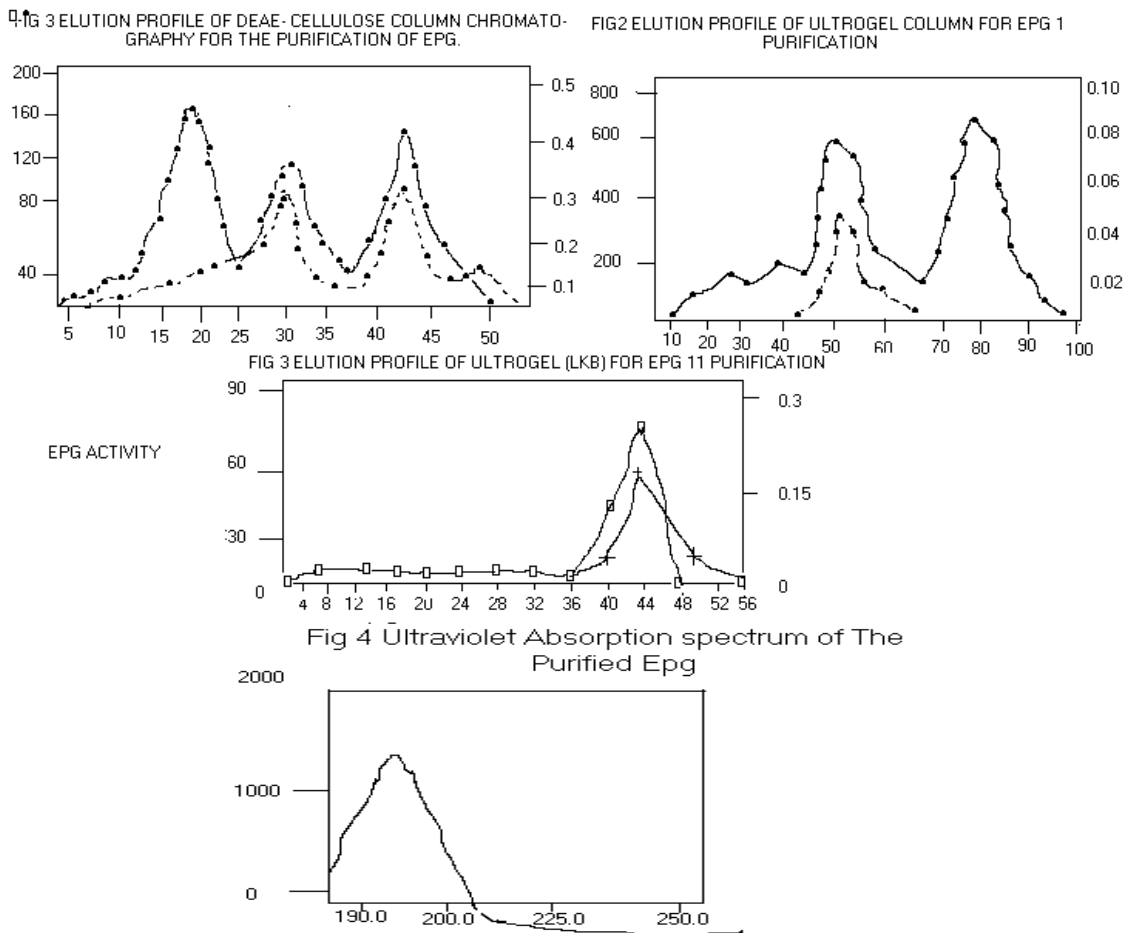 FIG 3 ELUTION PROFILE OF DEAE- CELLULOSE COLUMN CHROMATO-
GRAPHY FOR THE PURIFICATION OF EPG.
200
160
120
80
40
0.5
0.4
0.3
0.2
0.1
5 10 15 20 25 30 35 40 45 50
FIG2 ELUTION PROFILE OF ULTROGEL COLUMN FOR EPG 1
PURIFICATION
800
600
400
200
0.10
0.08
0.06
0.04
0.02
10 20 30 40 50 60 70 80 90 100
FIG 3 ELUTION PROFILE OF ULTROGEL (LKB) FOR EPG 11 PURIFICATION
EPG ACTIVITY
90
60
30
0
0.3
0.15
0
4 8 12 16 20 24 28 32 36 40 44 48 52 56
Fig 4 Ultraviolet Absorption spectrum of The
Purified Epg
2000
1000
0
190.0 200.0 225.0 250.0